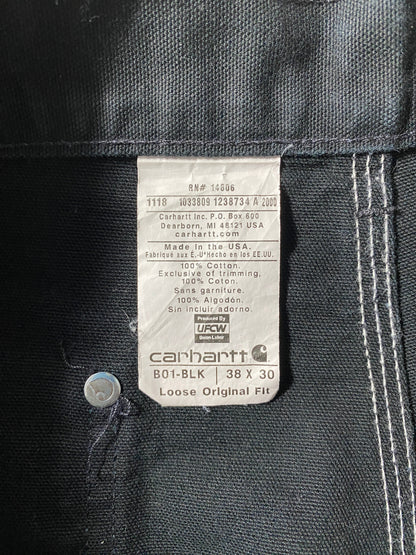 RN# 14806
1118 1033809 1238734 A 2000
Carhartt Inc. P.O. Box 600
Dearborn, MI 48121 USA
carhartt.com
Made in the USA.
Fabriqué aux É.-U•Hecho en los EE.UU.
100% Cotton.
Exclusive of trimming.
100% Coton.
Sans garniture.
100% Algodón.
Sin incluir adorno.
Produced By
UFCW
Union Labor
carhartt
B01-BLK 38 X 30
Loose Original Fit